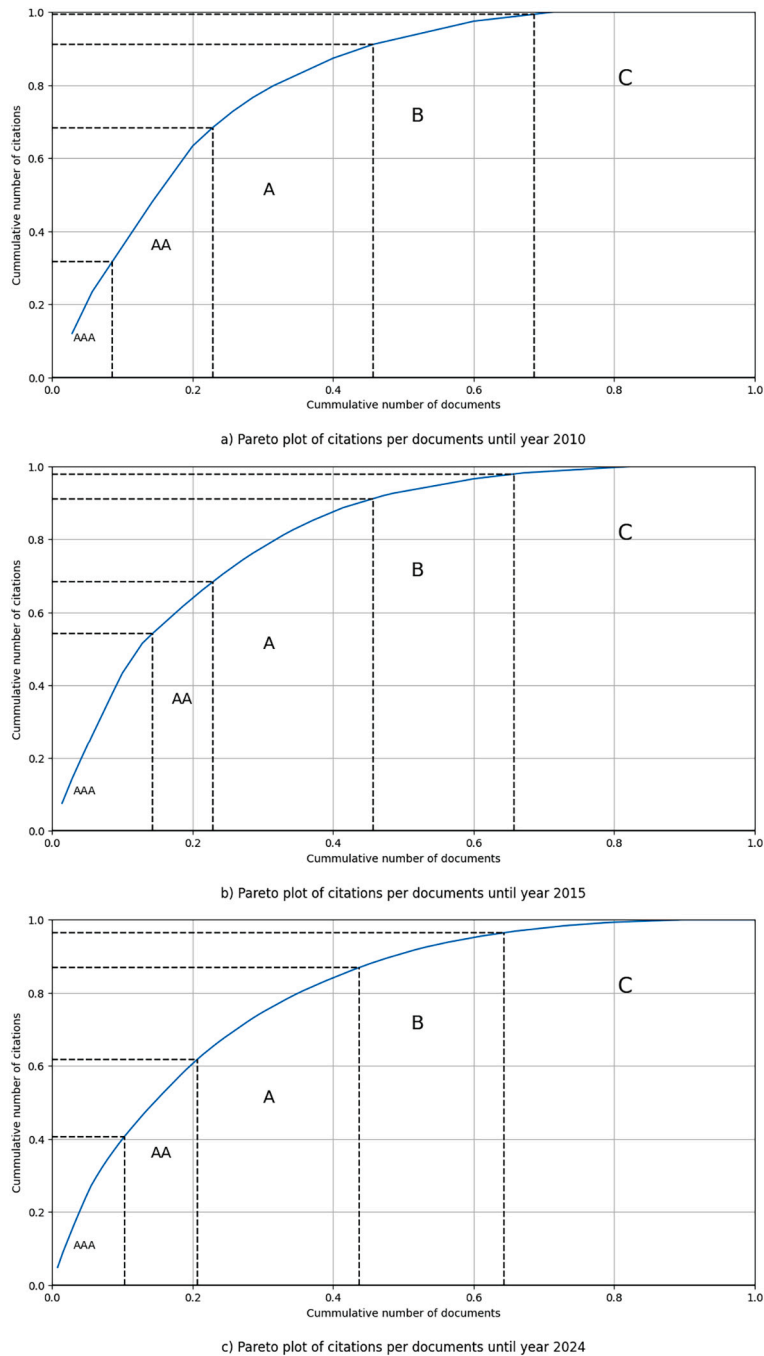 1.0
0.8
0.6
0.4
0.2
0.0
Cummulative number of citations
AAA
AA
A
B
C
0.0 0.2 0.4 0.6 0.8 1.0
Cummulative number of documents
a) Pareto plot of citations per documents until year 2010
1.0
0.8
0.6
0.4
0.2
0.0
Cummulative number of citations
AAA
AA
A
B
C
0.0 0.2 0.4 0.6 0.8 1.0
Cummulative number of documents
b) Pareto plot of citations per documents until year 2015
1.0
0.8
0.6
0.4
0.2
0.0
Cummulative number of citations
AAA
AA
A
B
C
0.0 0.2 0.4 0.6 0.8 1.0
Cummulative number of documents
c) Pareto plot of citations per documents until year 2024